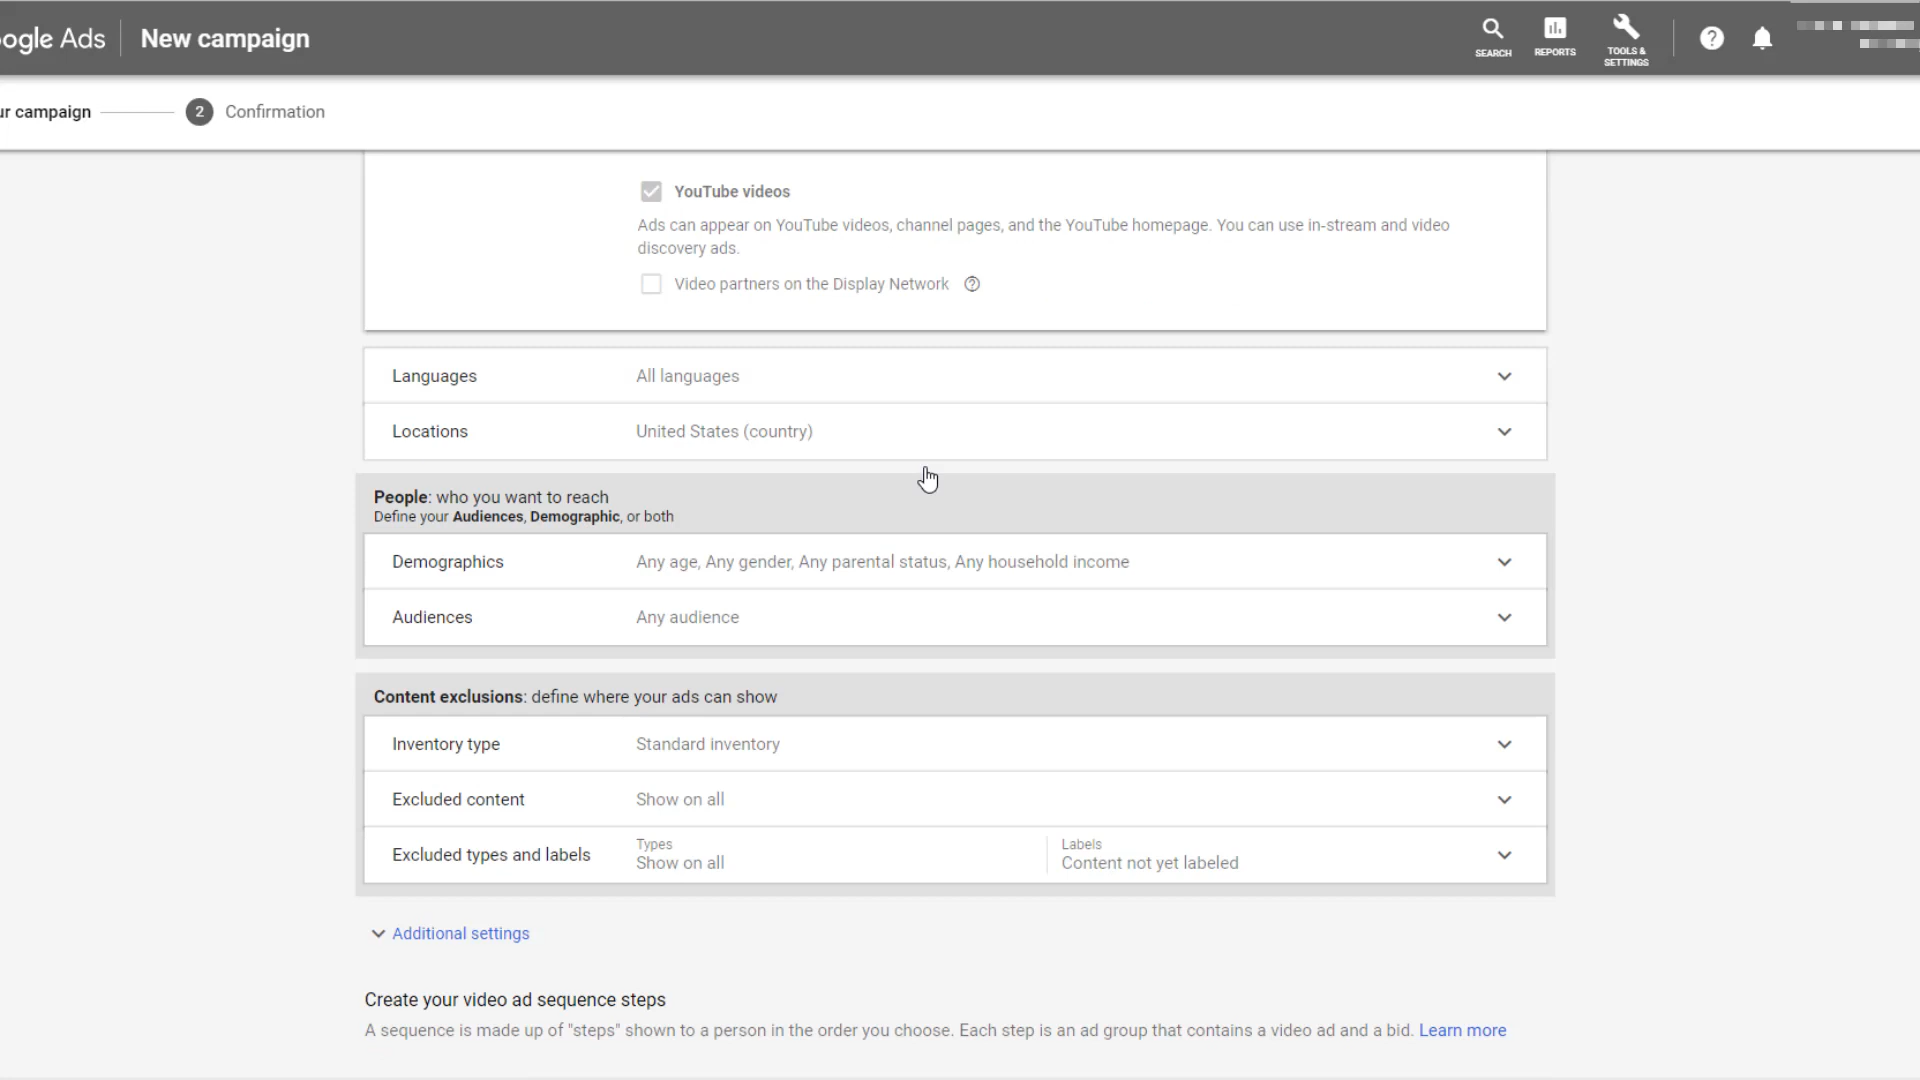 ogle Ads
New campaign
SEARCH
REPORTS
TOOLS &
SETTINGS
ur campaign
2
Confirmation
YouTube videos
Ads can appear on YouTube videos, channel pages, and the YouTube homepage. You can use in-stream and video
discovery ads.
Video partners on the Display Network
Languages
All languages
Locations
United States (country)
People: who you want to reach
Define your Audiences, Demographic, or both
Demographics
Any age, Any gender, Any parental status, Any household income
Audiences
Any audience
Content exclusions: define where your ads can show
Inventory type
Standard inventory
Excluded content
Show on all
Excluded types and labels
Types
Show on all
Labels
Content not yet labeled
Additional settings
Create your video ad sequence steps
A sequence is made up of "steps" shown to a person in the order you choose. Each step is an ad group that contains a video ad and a bid. Learn more